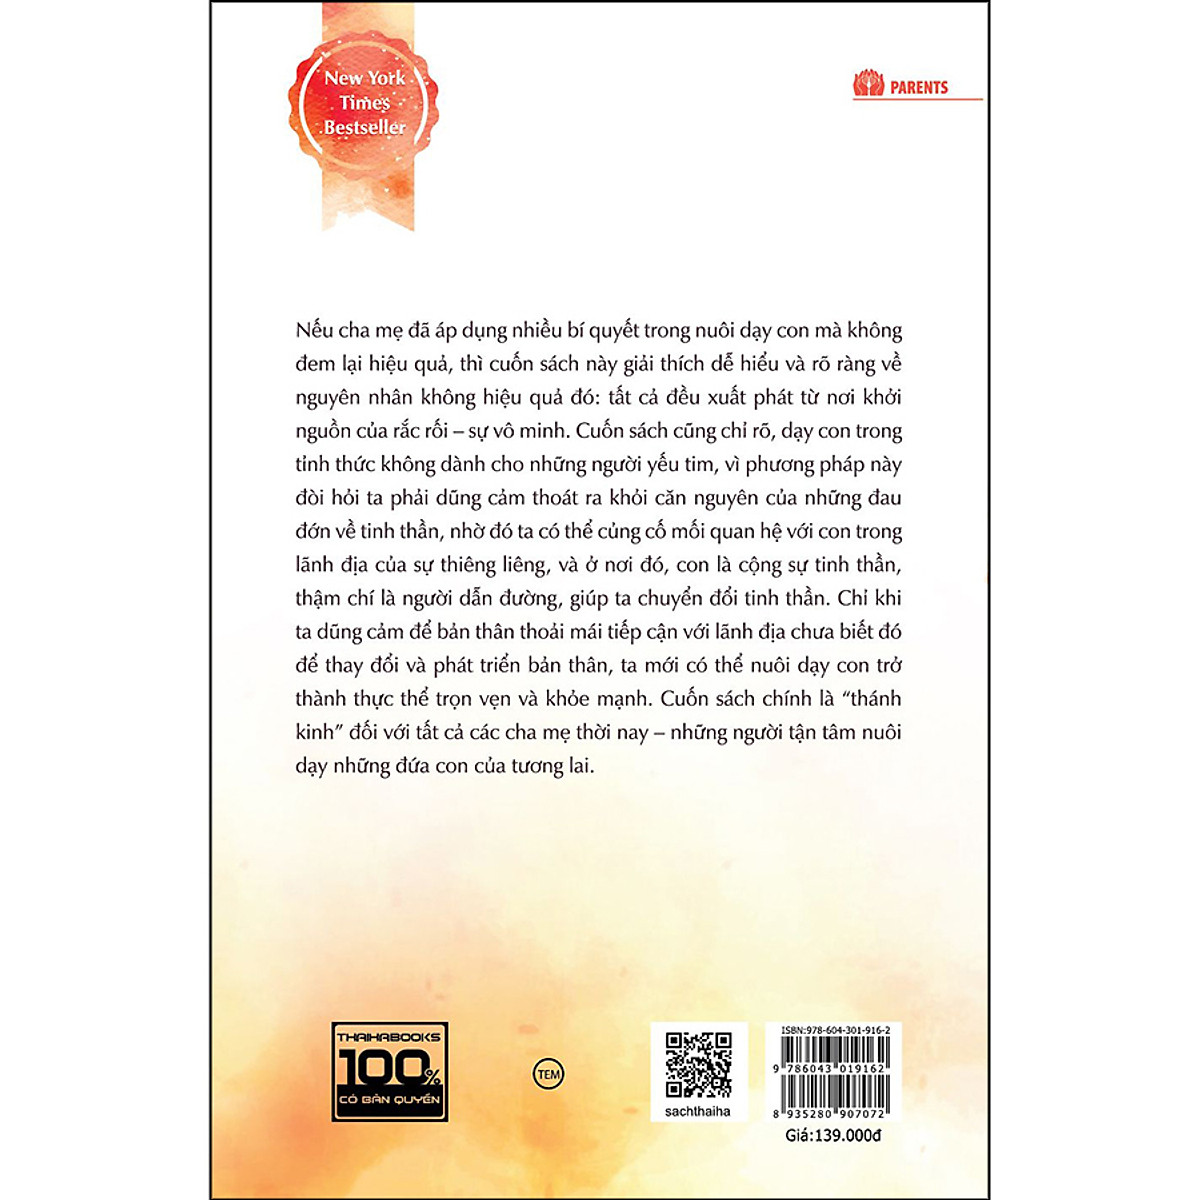 New York
Times
Bestseller
PARENTS
Nếu cha mẹ đã áp dụng nhiều bí quyết trong nuôi dạy con mà không
đem lại hiệu quả, thì cuốn sách này giải thích dễ hiểu và rõ ràng về
nguyên nhân không hiệu quả đó: tất cả đều xuất phát từ nơi khởi
nguồn của rắc rối – sự vô minh. Cuốn sách cũng chỉ rõ, dạy con trong
tỉnh thức không dành cho những người yếu tim, vì phương pháp này
đòi hỏi ta phải dũng cảm thoát ra khỏi căn nguyên của những đau
đớn về tinh thần, nhờ đó ta có thể củng cố mối quan hệ với con trong
lãnh địa của sự thiêng liêng, và ở nơi đó, con là cộng sự tinh thần,
thậm chí là người dẫn đường, giúp ta chuyển đổi tinh thần. Chỉ khi
ta dũng cảm để bản thân thoải mái tiếp cận với lãnh địa chưa biết đó
để thay đổi và phát triển bản thân, ta mới có thể nuôi dạy con trở
thành thực thể trọn vẹn và khỏe mạnh. Cuốn sách chính là “thánh
kinh” đối với tất cả các cha mẹ thời nay – những người tận tâm nuôi
dạy những đứa con của tương lai.
THAIHABOOKS
100%
CÓ BẢN QUYỀN
TEM
sachthaiha
ISBN:978-604-301-916-2
9 786043 019162
8 935280 907072
Giá:139.000đ